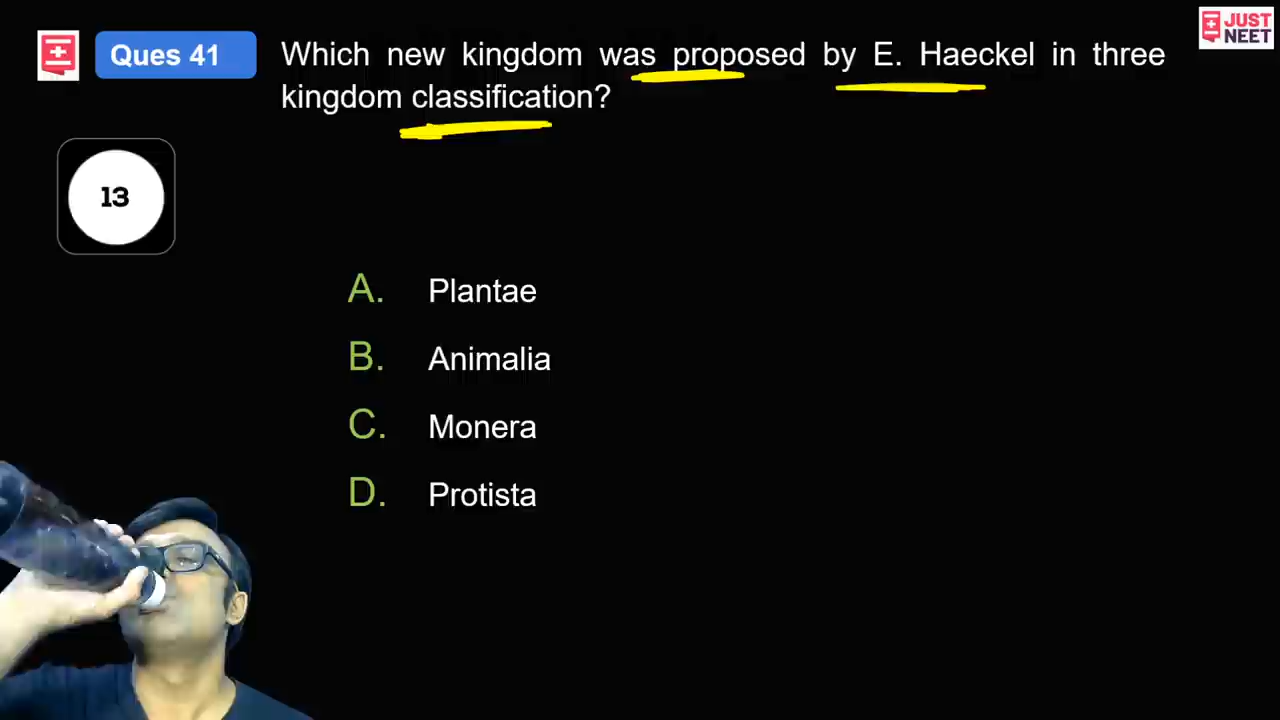 JUST
NEET
Ques 41
Which new kingdom was proposed by E. Haeckel in three
kingdom classification?
13
A. Plantae
B. Animalia
C. Monera
D. Protista